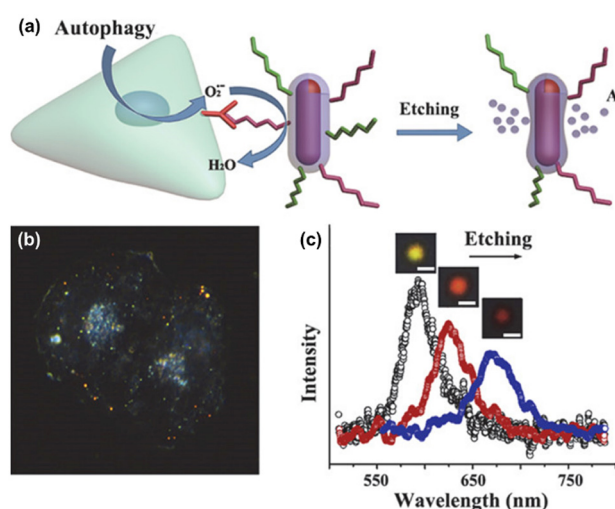 (a)
Autophagy
O₂•−
H₂O
Etching
A
(b)
(c)
Etching
Intensity
550 650 750
Wavelength (nm)